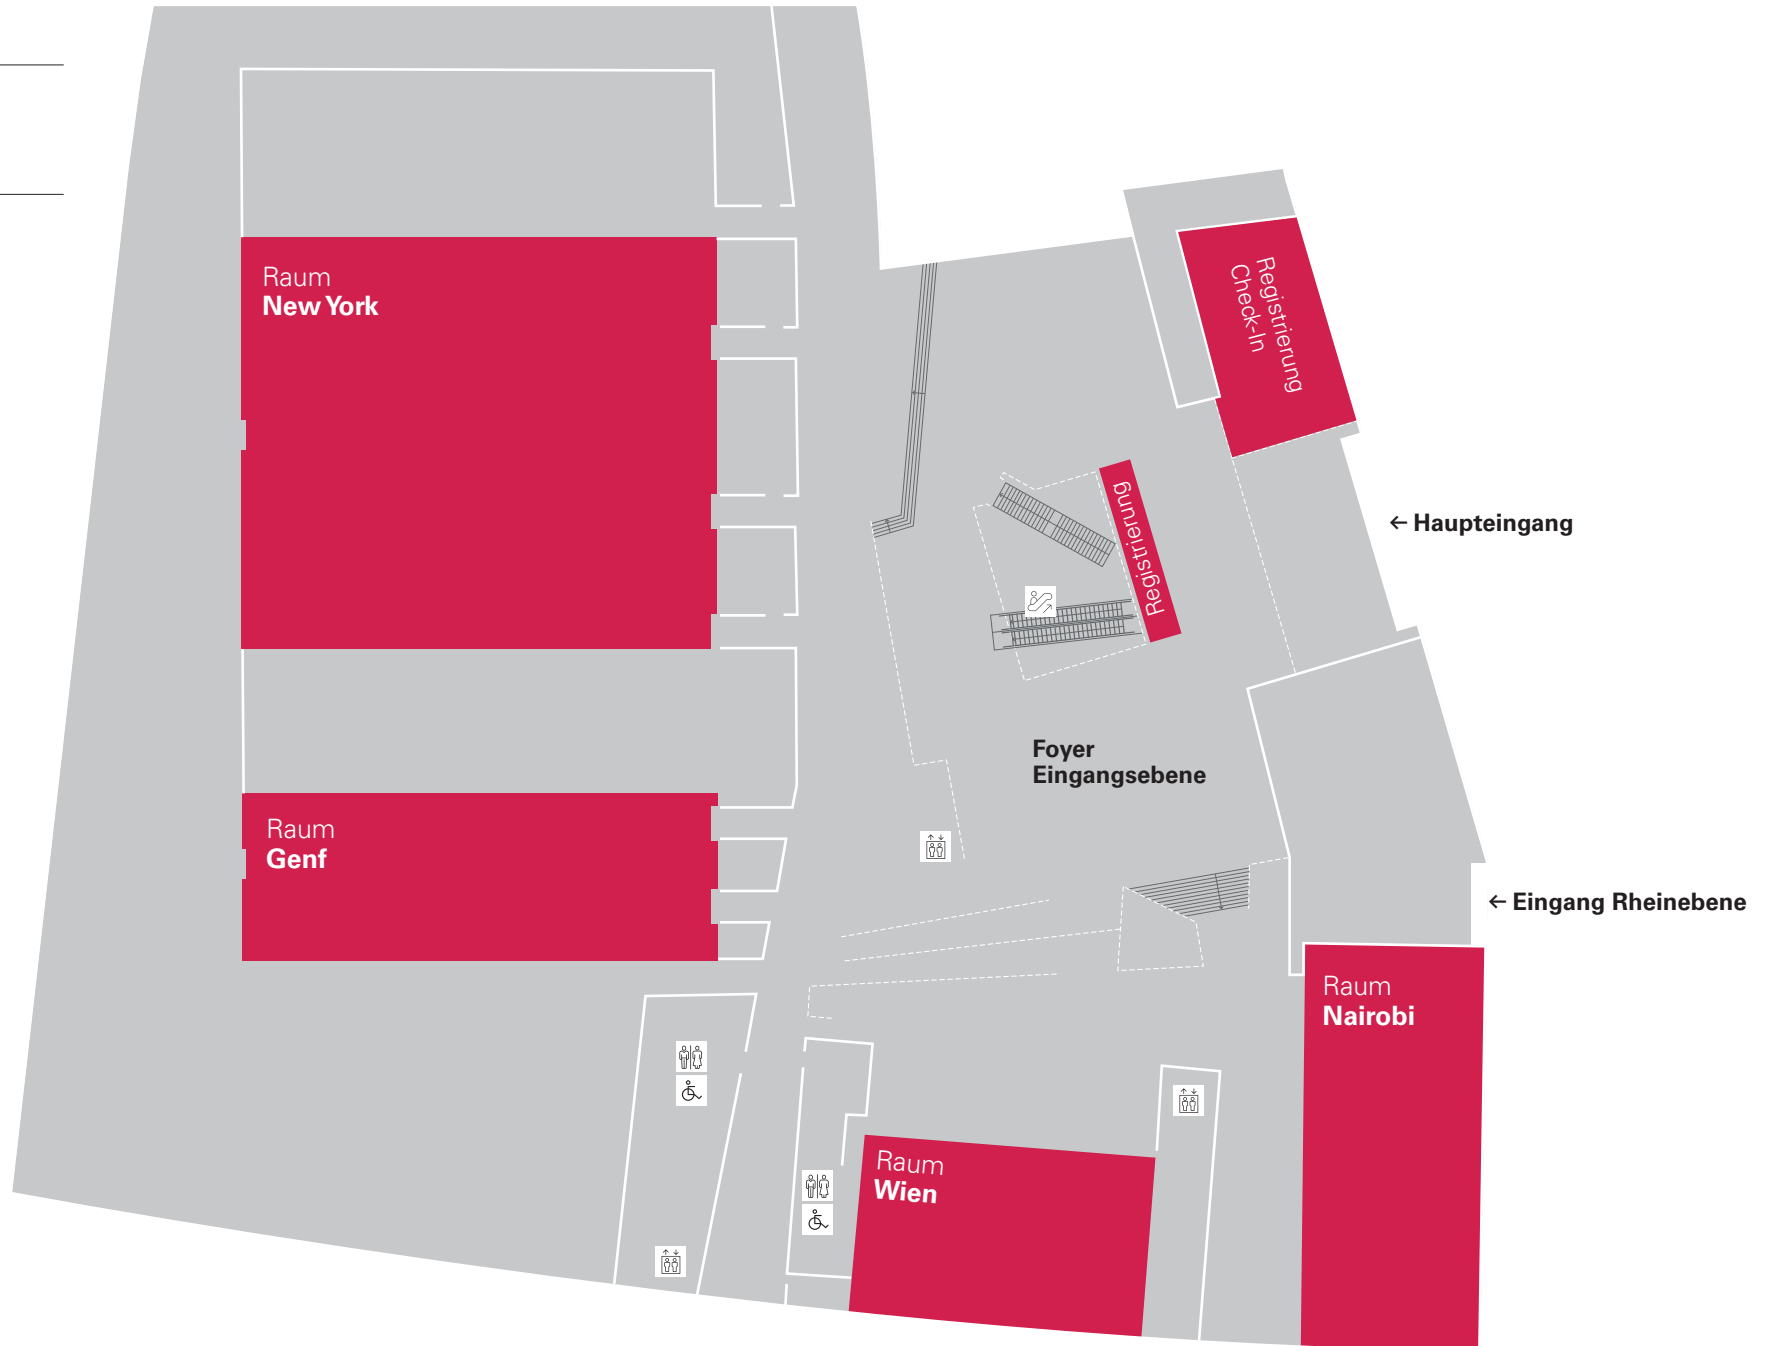 Raum
New York
Registrierung
Check-In
Registrierung
← Haupteingang
Foyer
Eingangsebene
Raum
Genf
← Eingang Rheinebene
Raum
Nairobi
Raum
Wien